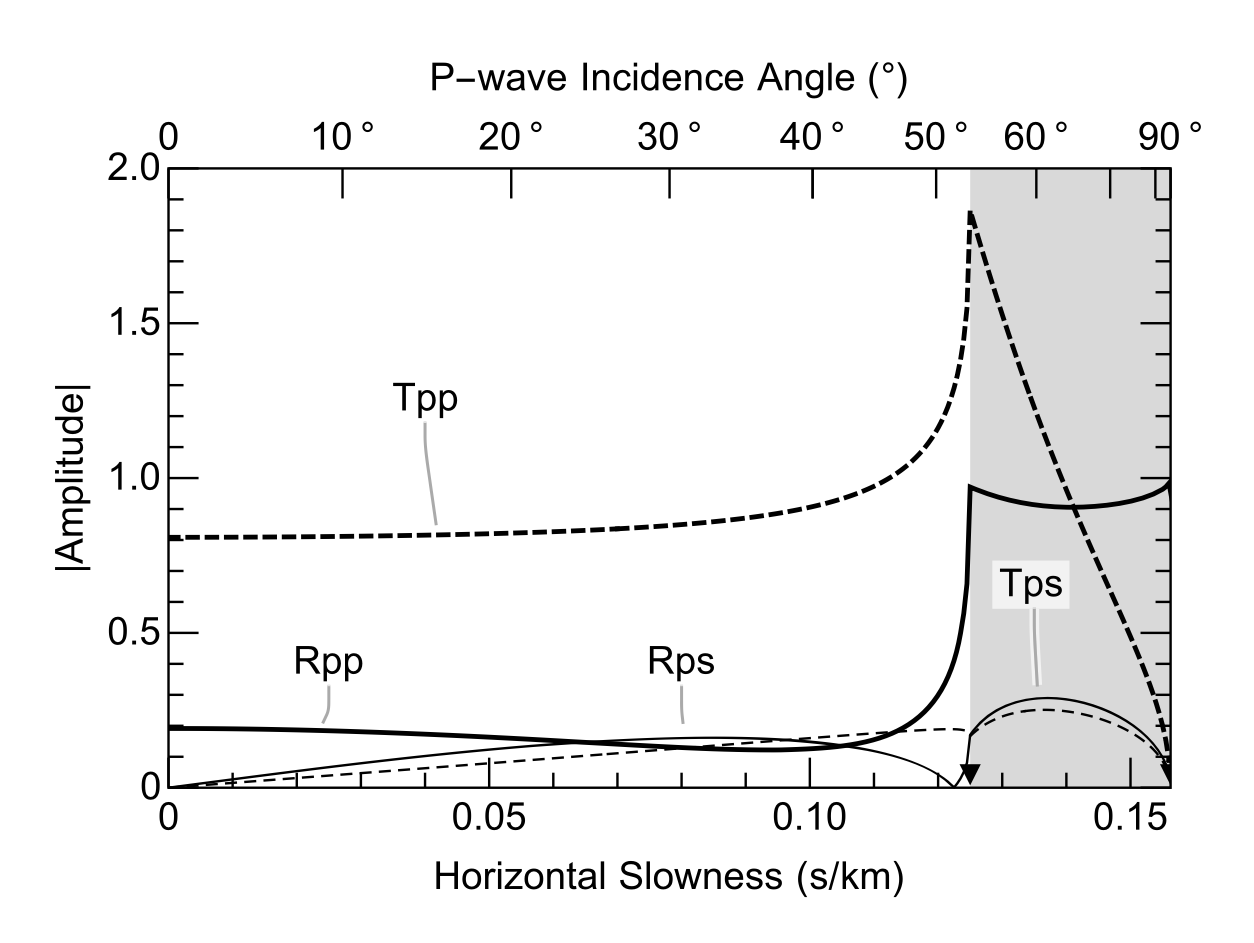 P−wave Incidence Angle (°)
0 10 ° 20 ° 30 ° 40 ° 50 ° 60 ° 90 °
2.0
1.5
1.0
0.5
0
|Amplitude|
Tpp
Tps
Rpp Rps
0 0.05 0.10 0.15
Horizontal Slowness (s/km)